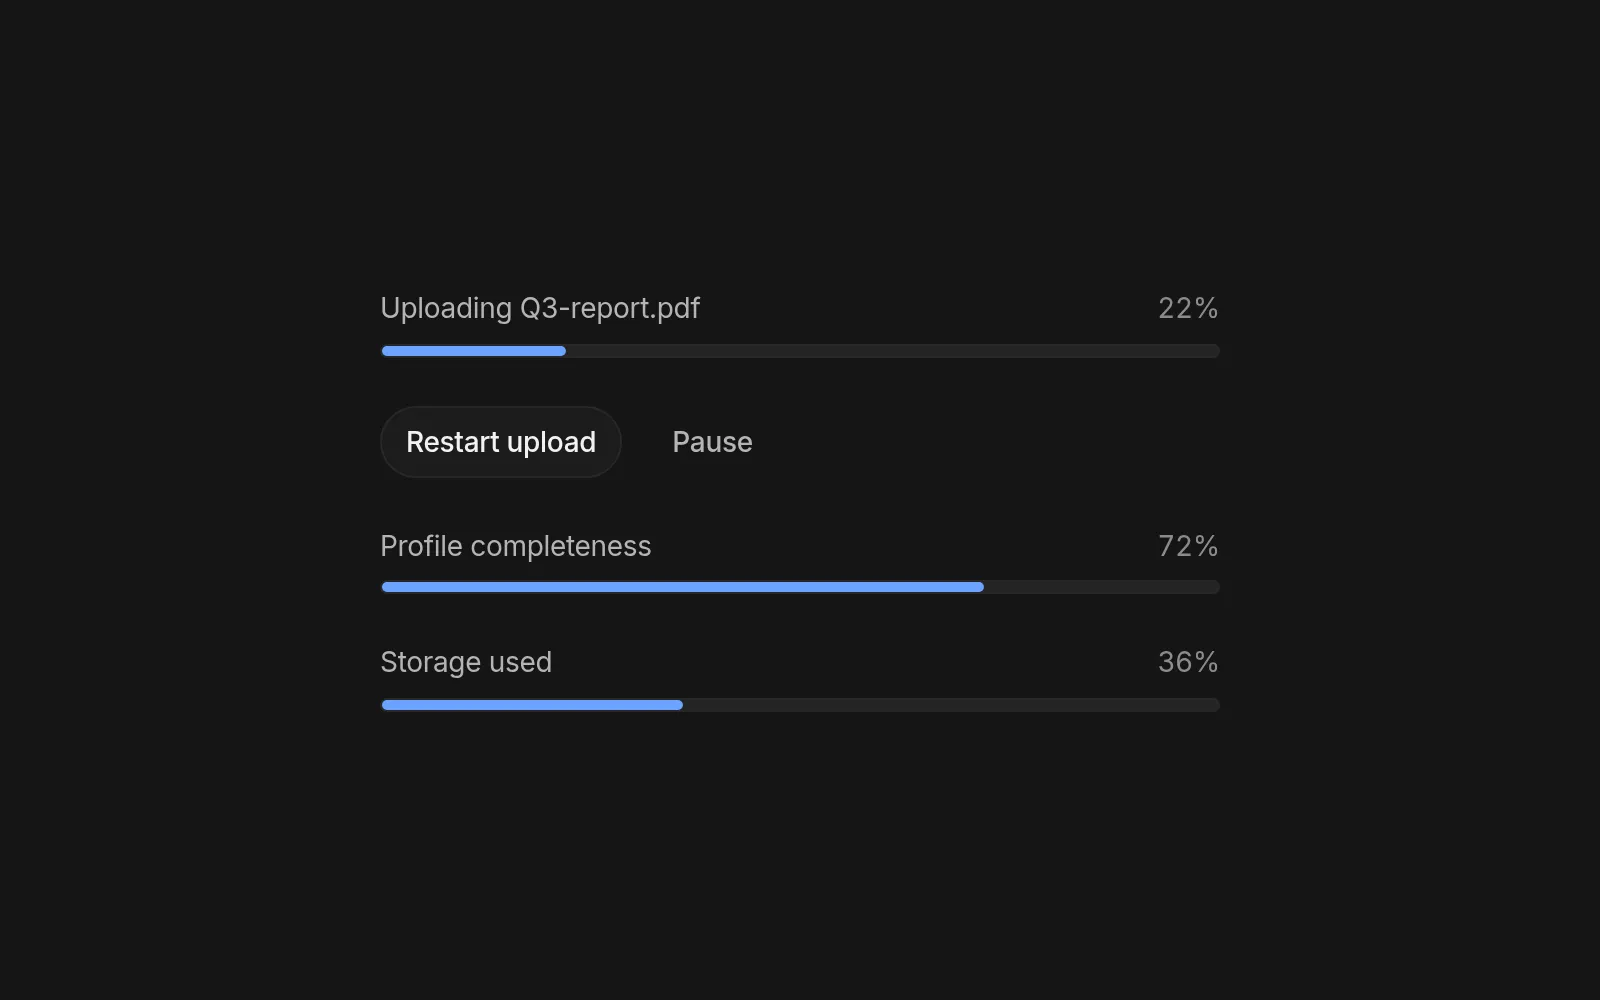 Uploading Q3-report.pdf 22%
Restart upload Pause
Profile completeness 72%
Storage used 36%